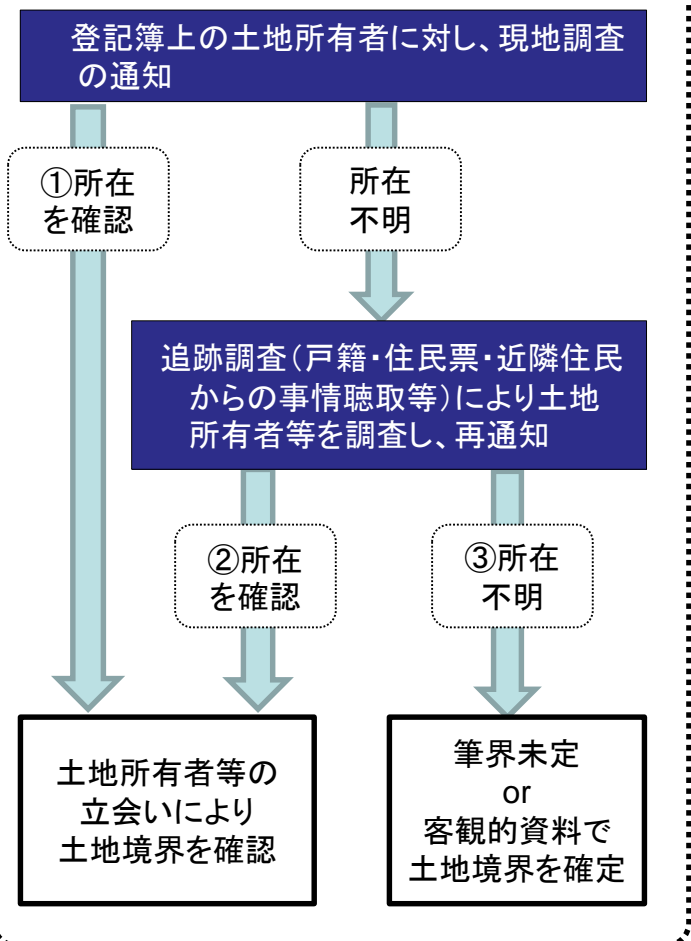 登記簿上の土地所有者に対し、現地調査
の通知
①所在
を確認
所在
不明
追跡調査(戸籍・住民票・近隣住民
からの事情聴取等)により土地
所有者等を調査し、再通知
②所在
を確認
③所在
不明
土地所有者等の
立会いにより
土地境界を確認
筆界未定
or
客観的資料で
土地境界を確定